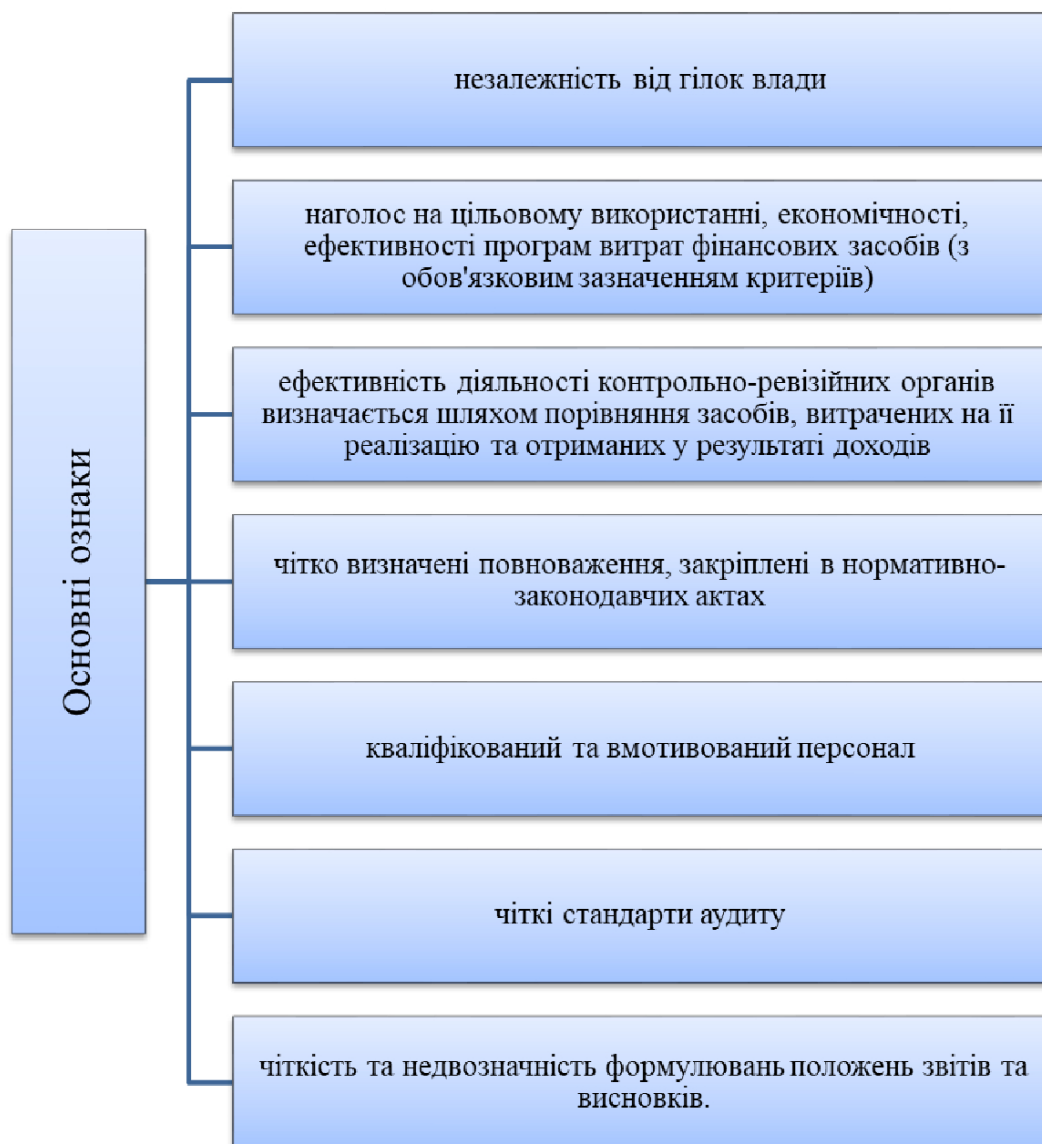 Основні ознаки
незалежність від гілок влади
наголос на цільовому використанні, економічності,
ефективності програм витрат фінансових засобів (з
обов'язковим зазначенням критеріїв)
ефективність діяльності контрольно-ревізійних органів
визначається шляхом порівняння засобів, витрачених на її
реалізацію та отриманих у результаті доходів
чітко визначені повноваження, закріплені в нормативно-
законодавчих актах
кваліфікований та вмотивований персонал
чіткі стандарти аудиту
чіткість та недвозначність формулювань положень звітів та
висновків.